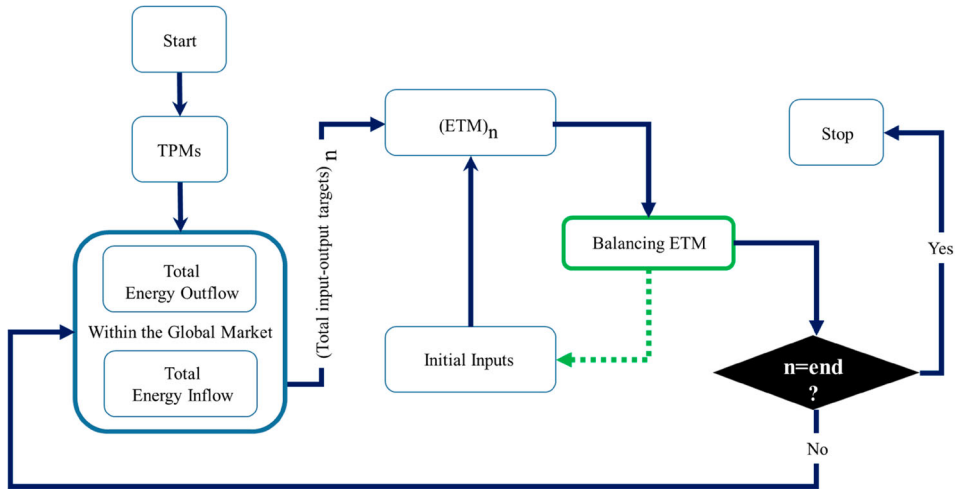 Start
TPMs
Total
Energy Outflow
Within the Global Market
Total
Energy Inflow
(Total input-output targets) n
(ETM)n
Initial Inputs
Balancing ETM
n=end
?
No
Yes
Stop